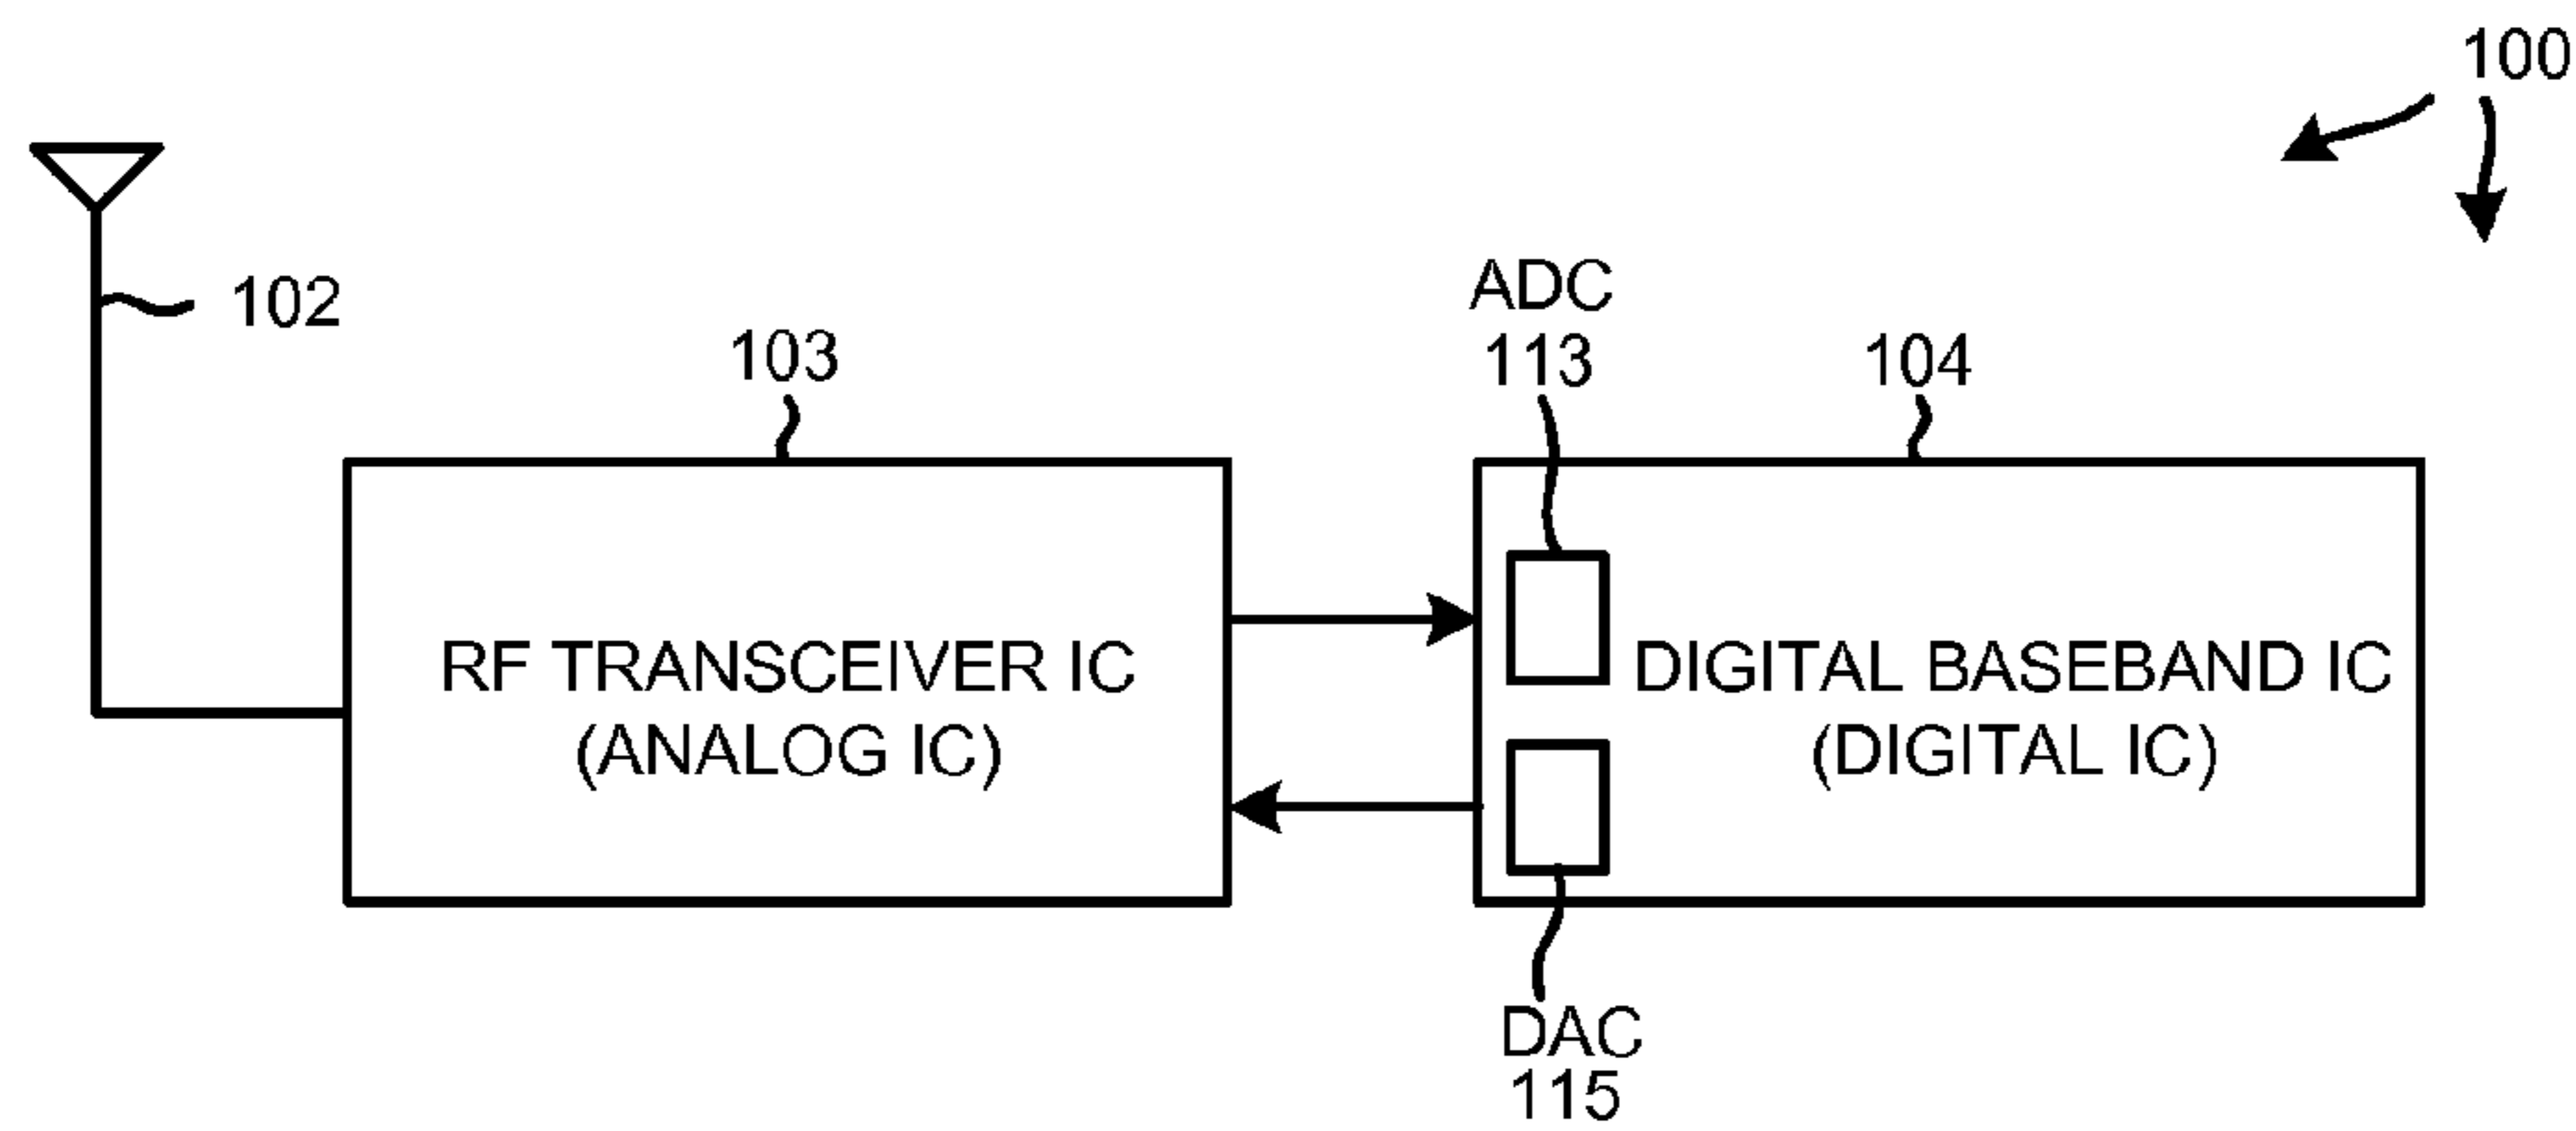 100
102
103
ADC
113
104
RF TRANSCEIVER IC
(ANALOG IC)
DIGITAL BASEBAND IC
(DIGITAL IC)
DAC
115